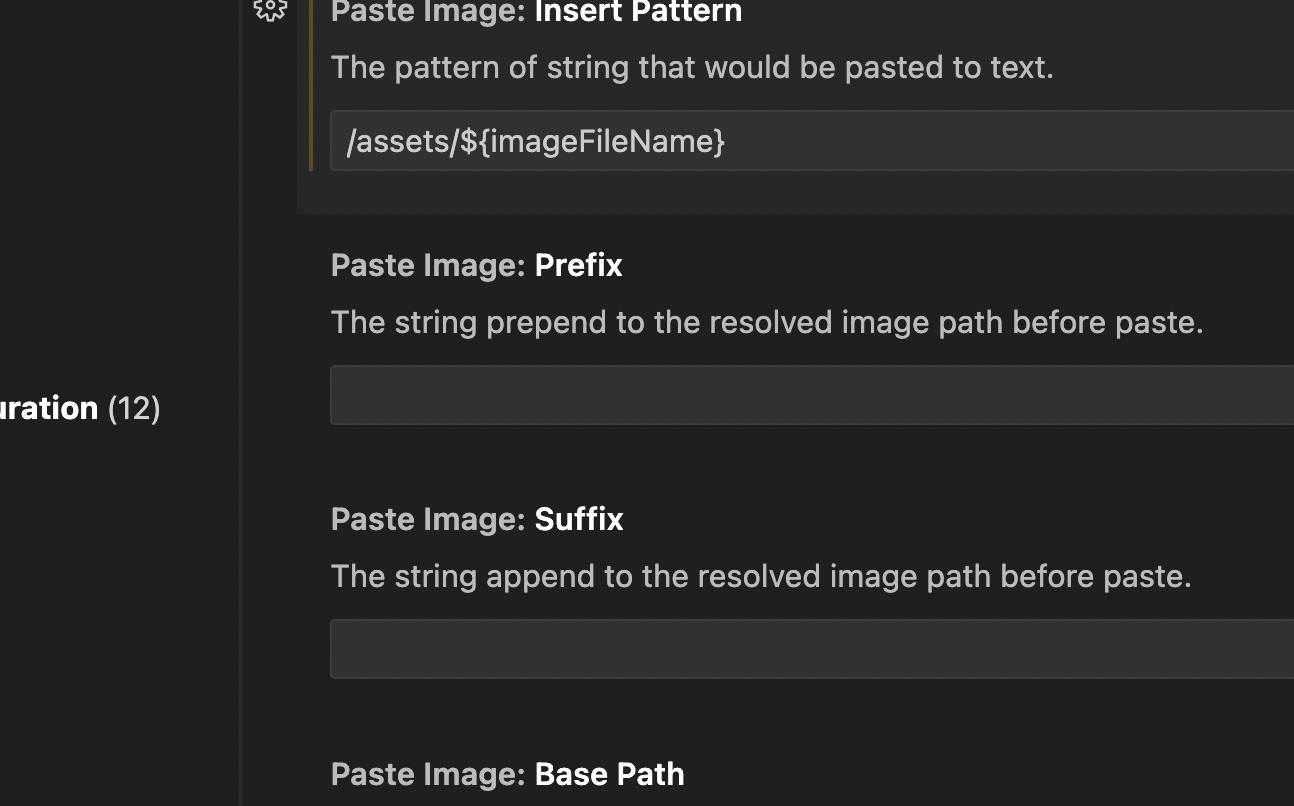 Paste Image: Insert Pattern
The pattern of string that would be pasted to text.
/assets/${imageFileName}
Paste Image: Prefix
The string prepend to the resolved image path before paste.
uration (12)
Paste Image: Suffix
The string append to the resolved image path before paste.
Paste Image: Base Path